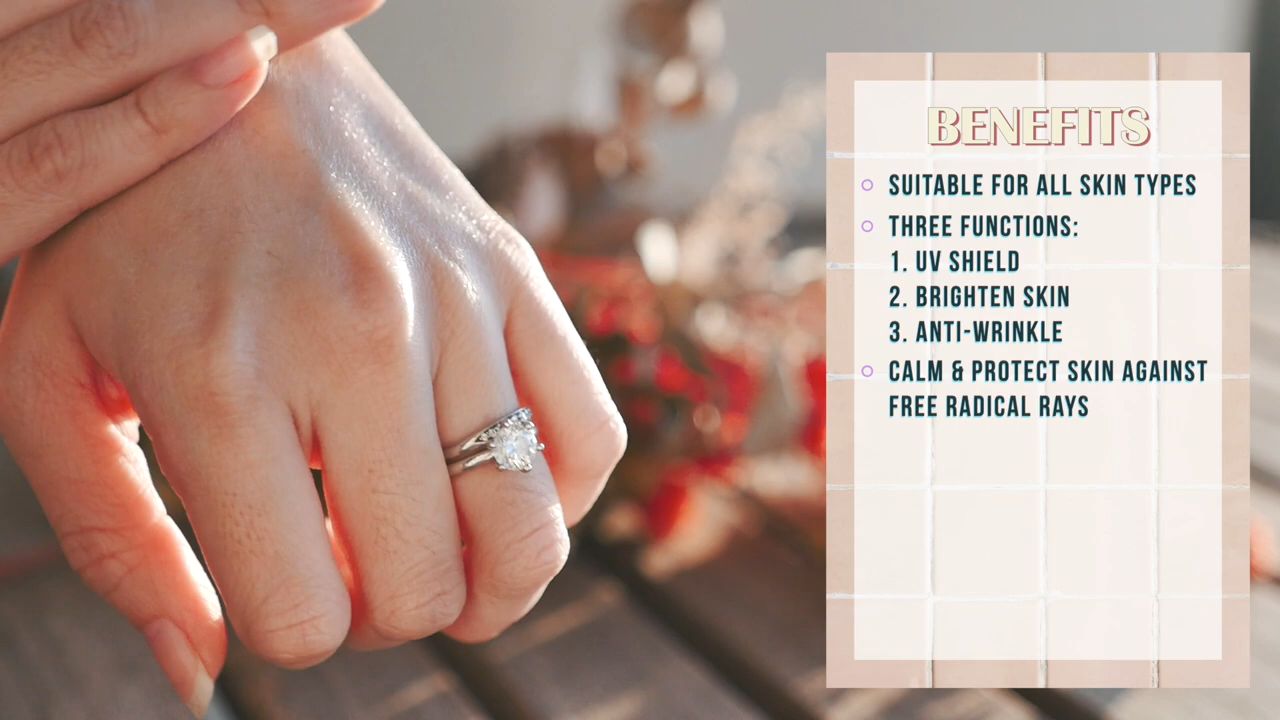 BENEFITS
SUITABLE FOR ALL SKIN TYPES
THREE FUNCTIONS:
1. UV SHIELD
2. BRIGHTEN SKIN
3. ANTI-WRINKLE
CALM & PROTECT SKIN AGAINST
FREE RADICAL RAYS